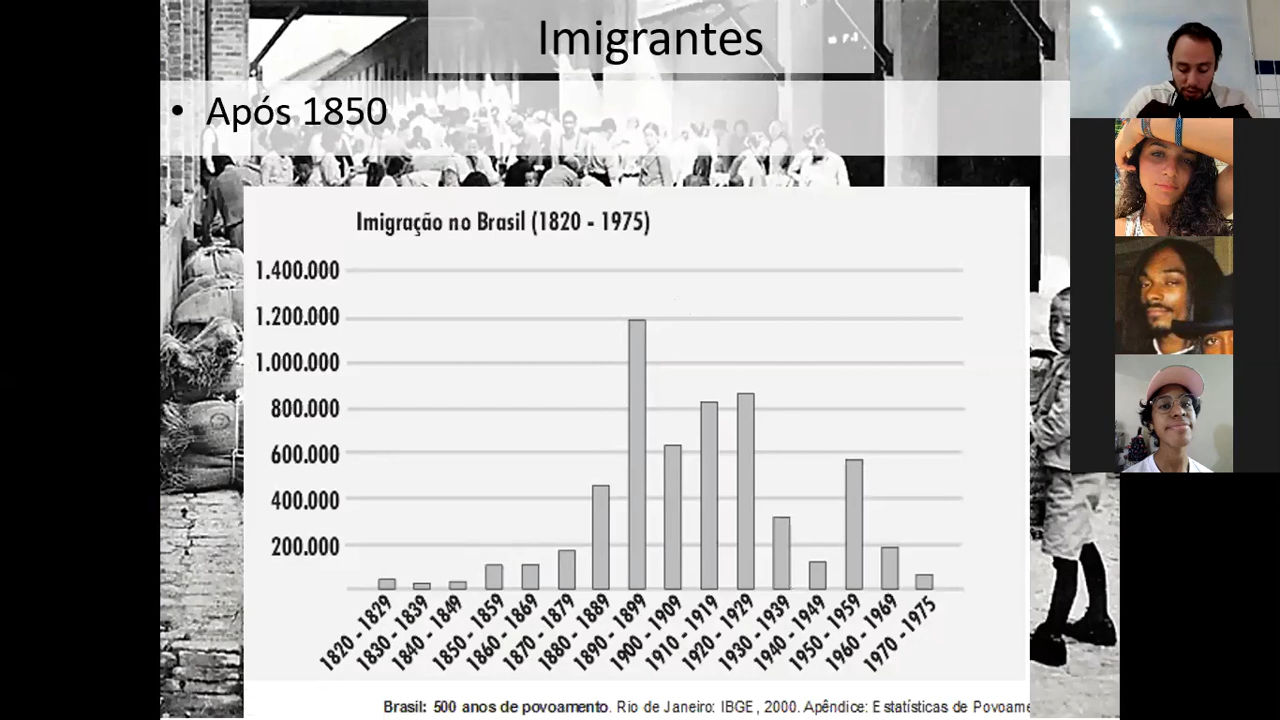 Imigrantes
• Após 1850
Imigração no Brasil (1820 - 1975)
1.400.000
1.200.000
1.000.000
800.000
600.000
400.000
200.000
1820 - 1829
1830 - 1839
1840 - 1849
1850 - 1859
1860 - 1869
1870 - 1879
1880 - 1889
1890 - 1899
1900 - 1909
1910 - 1919
1920 - 1929
1930 - 1939
1940 - 1949
1950 - 1959
1960 - 1969
1970 - 1975
Brasil: 500 anos de povoamento. Rio de Janeiro: IBGE, 2000. Apêndice: Estatísticas de Povoame